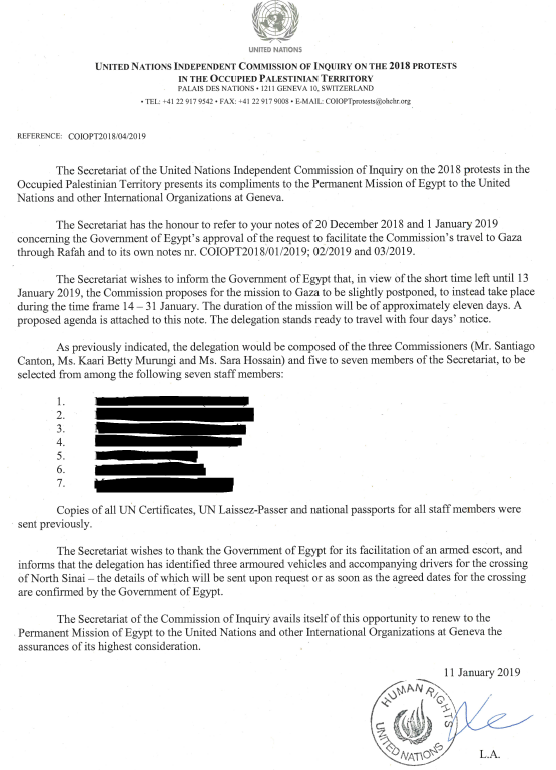 UNITED NATIONS
UNITED NATIONS INDEPENDENT COMMISSION OF INQUIRY ON THE 2018 PROTESTS
IN THE OCCUPIED PALESTINIAN TERRITORY
PALAIS DES NATIONS • 1211 GENEVA 10, SWITZERLAND
• TEL: +41 22 917 9542 • FAX: +41 22 917 9008 • E-MAIL: COIOPTprotests@ohchr.org
REFERENCE: COIOPT2018/04/2019
The Secretariat of the United Nations Independent Commission of Inquiry on the 2018 protests in the
Occupied Palestinian Territory presents its compliments to the Permanent Mission of Egypt to the United
Nations and other International Organizations at Geneva.
The Secretariat has the honour to refer to your notes of 20 December 2018 and 1 January 2019
concerning the Government of Egypt's approval of the request to facilitate the Commission's travel to Gaza
through Rafah and to its own notes nr. COIOPT2018/01/2019; 02/2019 and 03/2019.
The Secretariat wishes to inform the Government of Egypt that, in view of the short time left until 13
January 2019, the Commission proposes for the mission to Gaza to be slightly postponed, to instead take place
during the time frame 14 – 31 January. The duration of the mission will be of approximately eleven days. A
proposed agenda is attached to this note. The delegation stands ready to travel with four days' notice.
As previously indicated, the delegation would be composed of the three Commissioners (Mr. Santiago
Canton, Ms. Kaari Betty Murungi and Ms. Sara Hossain) and five to seven members of the Secretariat, to be
selected from among the following seven staff members:
1.
2.
3.
4.
5.
6.
7.
Copies of all UN Certificates, UN Laissez-Passer and national passports for all staff members were
sent previously.
The Secretariat wishes to thank the Government of Egypt for its facilitation of an armed escort, and
informs that the delegation has identified three armoured vehicles and accompanying drivers for the crossing
of North Sinai – the details of which will be sent upon request or as soon as the agreed dates for the crossing
are confirmed by the Government of Egypt.
The Secretariat of the Commission of Inquiry avails itself of this opportunity to renew to the
Permanent Mission of Egypt to the United Nations and other International Organizations at Geneva the
assurances of its highest consideration.
11 January 2019
HUMAN RIGHTS
UNITED NATIONS
L.A.